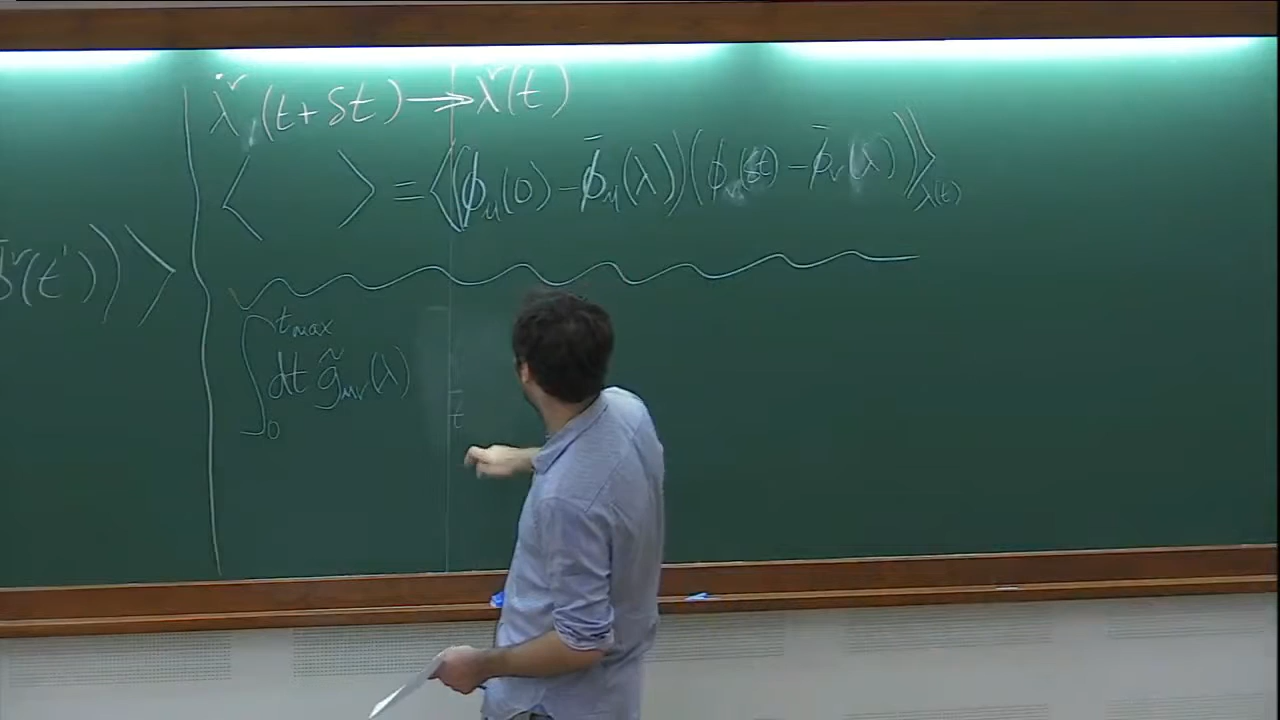 λ̇^ν(t+δt) → λ̇^ν(t)
⟨ ⟩ = ⟨(ϕ_μ(0) – ϕ̄_μ(λ))(ϕ_ν(δt) – ϕ̄_ν(λ))⟩_λ(t)
^ν(t'))⟩
∫_0^{t_max} dt g̃_μν(λ)
t